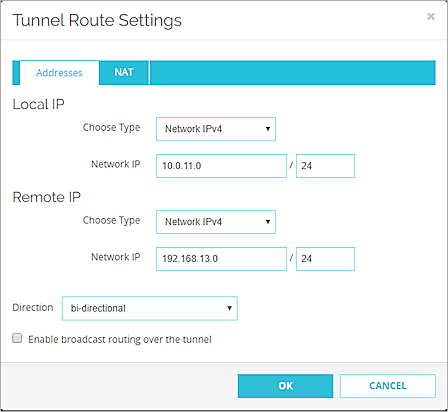 Tunnel Route Settings ×
Addresses NAT
Local IP
Choose Type Network IPv4
Network IP 10.0.11.0 / 24
Remote IP
Choose Type Network IPv4
Network IP 192.168.13.0 / 24
Direction bi-directional
Enable broadcast routing over the tunnel
OK CANCEL